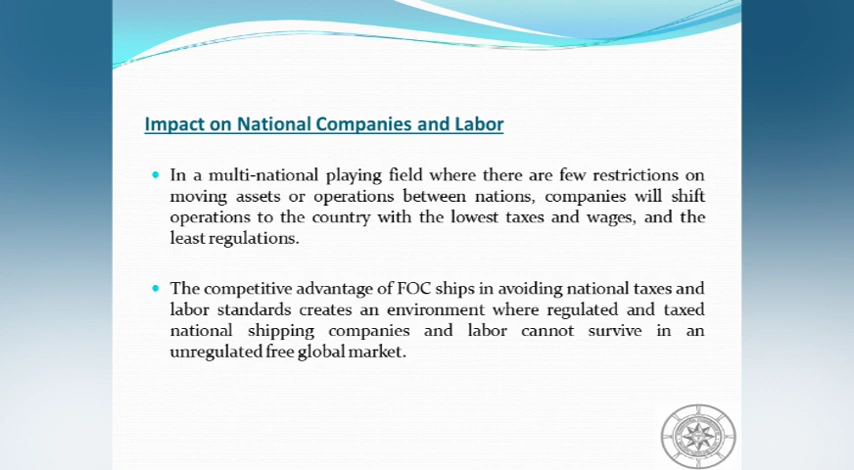 Impact on National Companies and Labor
• In a multi-national playing field where there are few restrictions on
moving assets or operations between nations, companies will shift
operations to the country with the lowest taxes and wages, and the
least regulations.
• The competitive advantage of FOC ships in avoiding national taxes and
labor standards creates an environment where regulated and taxed
national shipping companies and labor cannot survive in an
unregulated free global market.